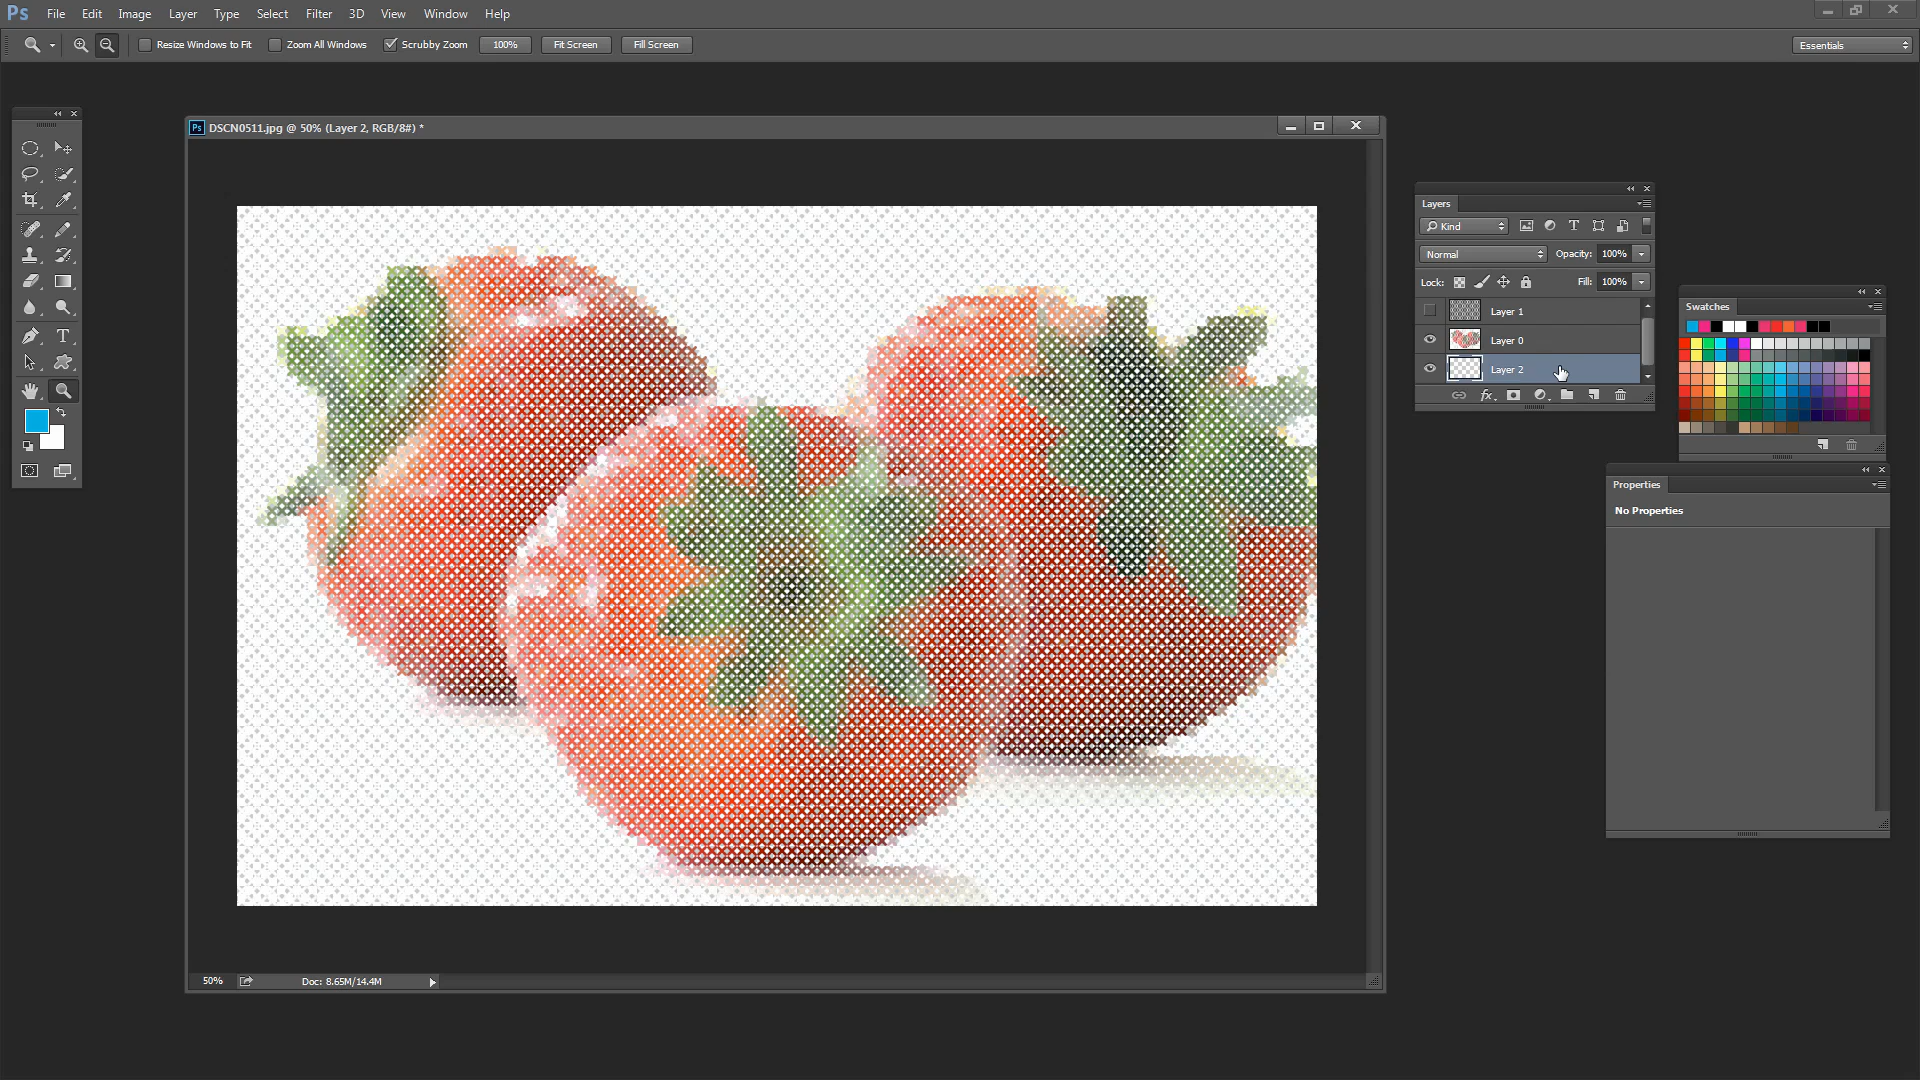 Ps File Edit Image Layer Type Select Filter 3D View Window Help
Resize Windows to Fit Zoom All Windows Scrubby Zoom 100% Fit Screen Fill Screen Essentials
Ps DSCN0511.jpg @ 50% (Layer 2, RGB/8#) *
Layers
Kind
Normal Opacity: 100%
Lock: Fill: 100%
Layer 1
Layer 0
Layer 2
fx
Swatches
Properties
No Properties
50% Doc: 8.65M/14.4M